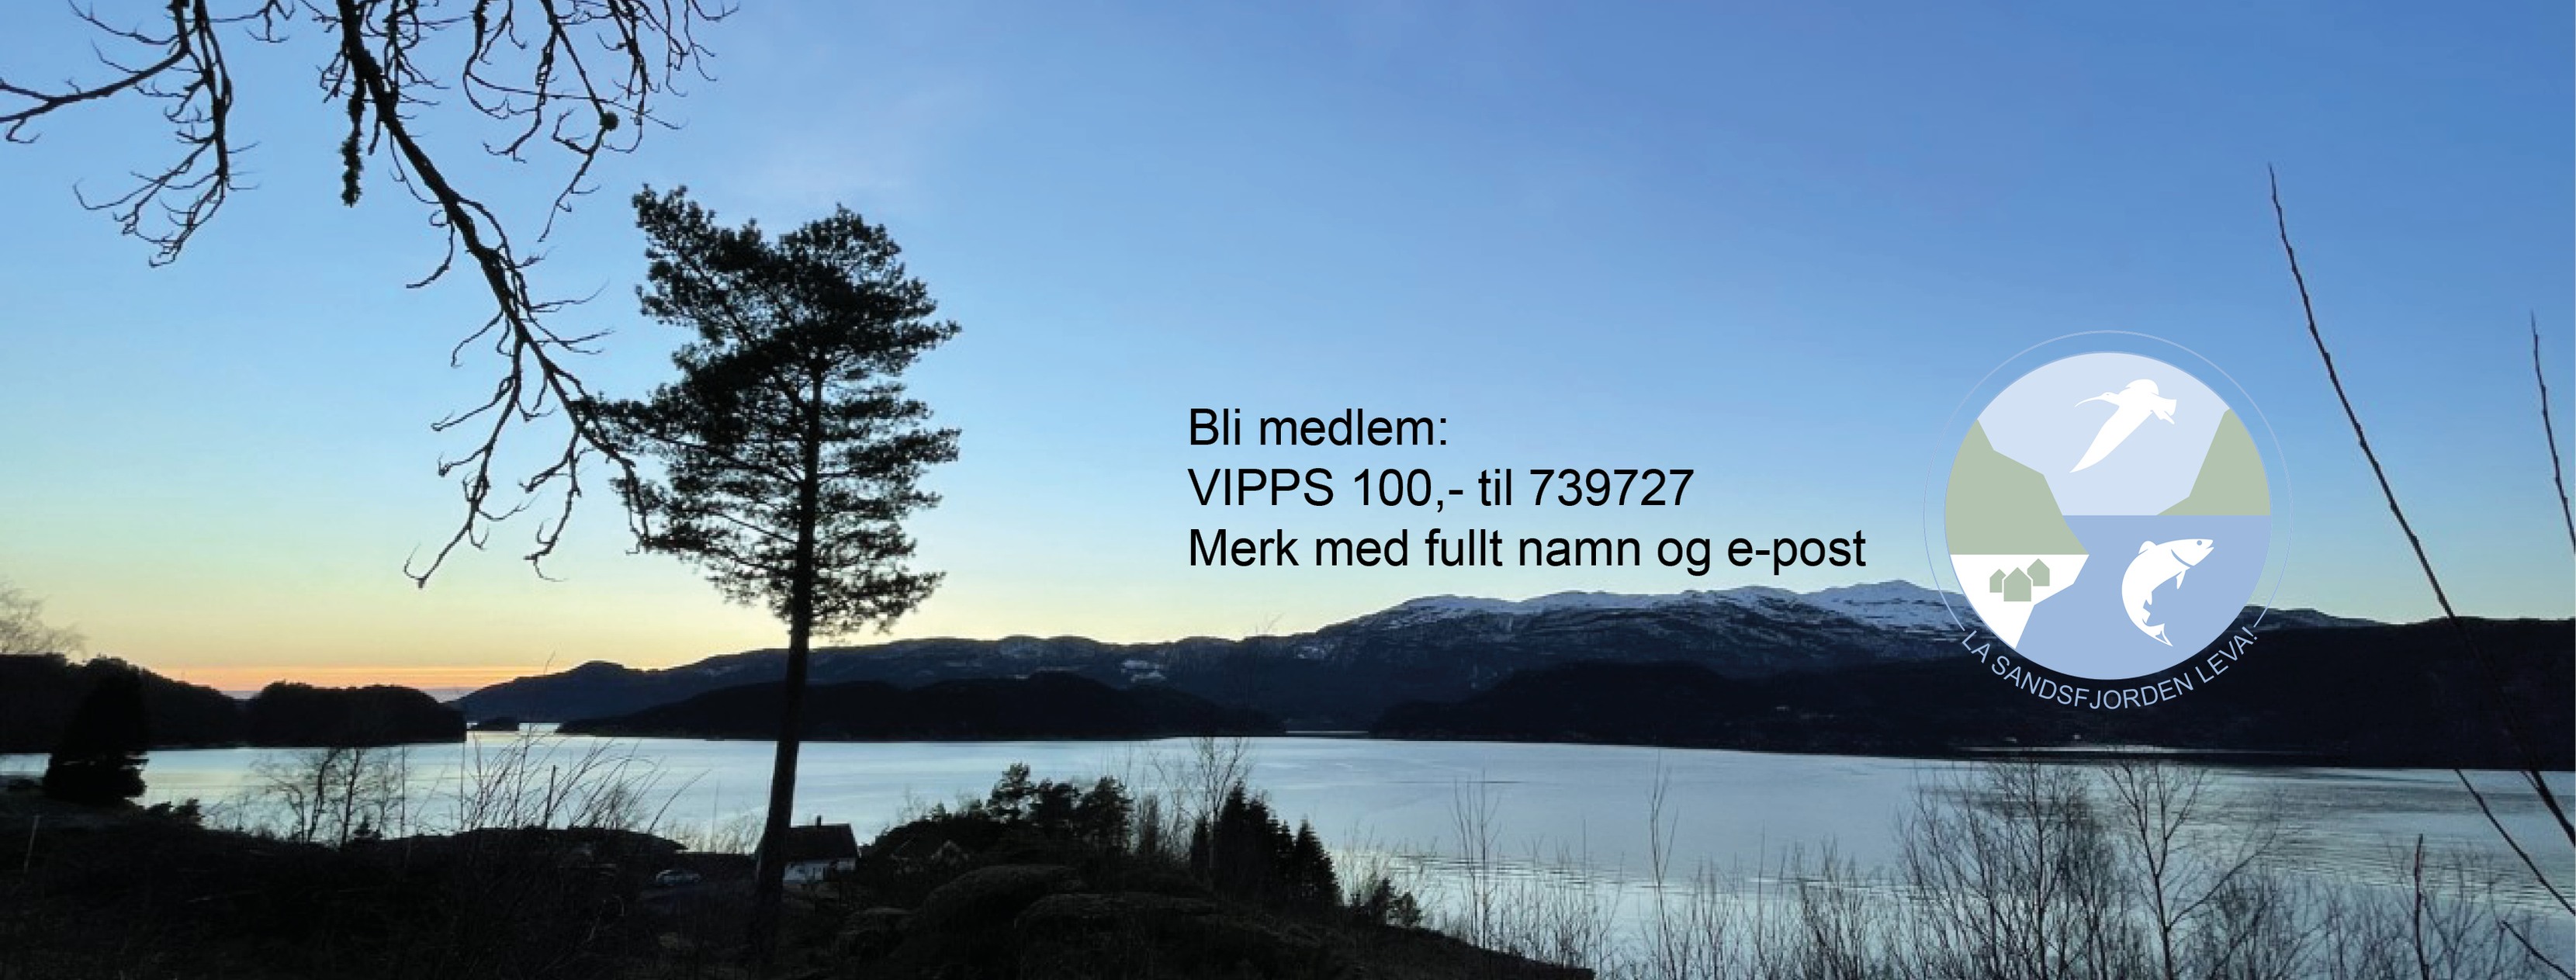 Bli medlem:
VIPPS 100,- til 739727
Merk med fullt namn og e-post
LA SANDSFJORDEN LEVA!